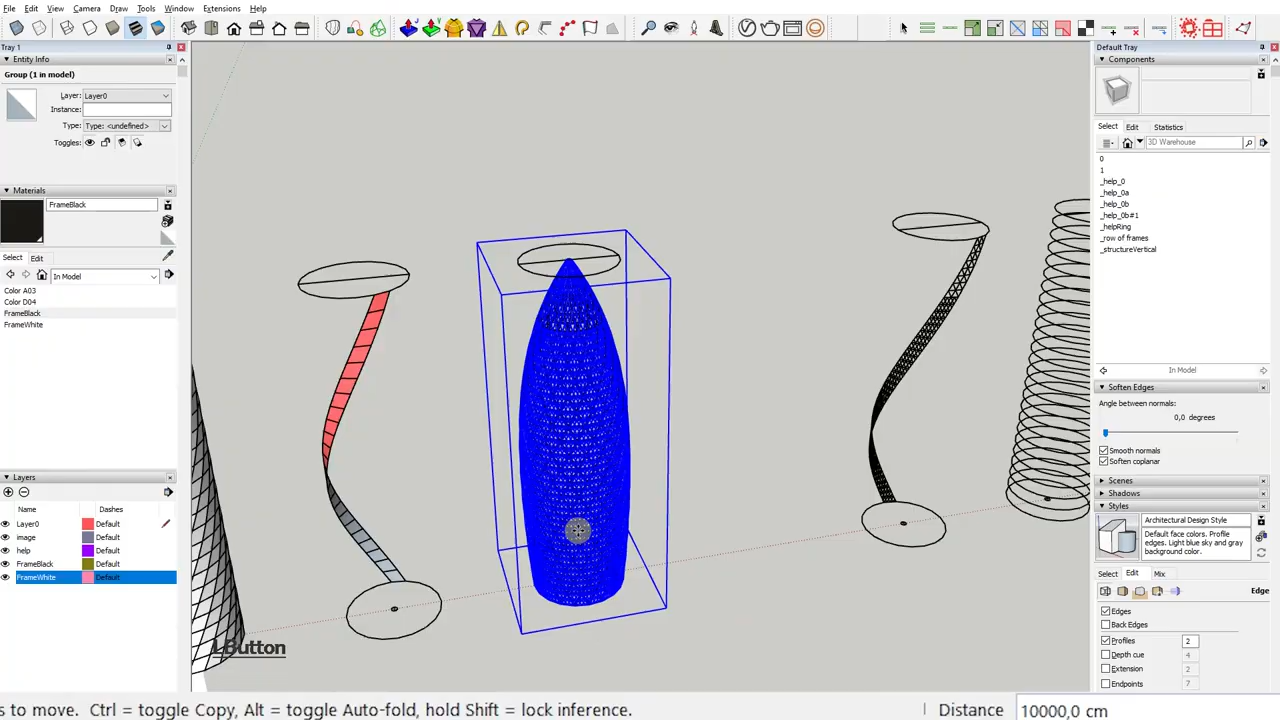 File Edit View Camera Draw Tools Window Extensions Help
Tray 1
Entity Info
Group (1 in model)
Layer: Layer0
Instance:
Type: Type: <undefined>
Toggles:
Materials
FrameBlack
Select Edit
In Model
Color A03
Color D04
FrameBlack
FrameWhite
Layers
Name Dashes
Layer0 Default
image Default
help Default
FrameBlack Default
FrameWhite Default
LButton
Default Tray
Components
Select Edit Statistics
3D Warehouse
0
1
_help_0
_help_0a
_help_0b
_help_0b#1
_helpRing
_row of frames
_structureVertical
In Model
Soften Edges
Angle between normals:
0,0 degrees
Smooth normals
Soften coplanar
Scenes
Shadows
Styles
Architectural Design Style
Default face colors. Profile
edges. Light blue sky and gray
background color.
Select Edit Mix
Edge
Edges
Back Edges
Profiles 2
Depth cue 4
Extension 2
Endpoints 7
s to move. Ctrl = toggle Copy, Alt = toggle Auto-fold, hold Shift = lock inference.
Distance 10000,0 cm